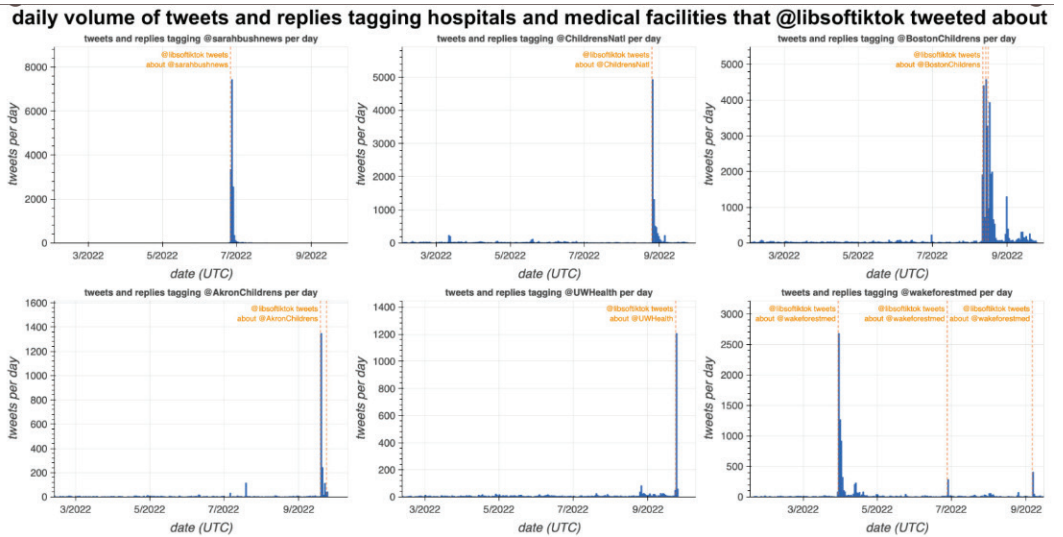 daily volume of tweets and replies tagging hospitals and medical facilities that @libsoftiktok tweeted about
tweets and replies tagging @sarahbushnews per day
@libsoftiktok tweets
about @sarahbushnews
8000
6000
4000
2000
0
tweets per day
3/2022 5/2022 7/2022 9/2022
date (UTC)
tweets and replies tagging @ChildrensNatl per day
@libsoftiktok tweets
about @ChildrensNatl
5000
4000
3000
2000
1000
0
tweets per day
3/2022 5/2022 7/2022 9/2022
date (UTC)
tweets and replies tagging @BostonChildrens per day
@libsoftiktok tweets
about @BostonChildrens
5000
4000
3000
2000
1000
0
tweets per day
3/2022 5/2022 7/2022 9/2022
date (UTC)
tweets and replies tagging @AkronChildrens per day
@libsoftiktok tweets
about @AkronChildrens
1600
1400
1200
1000
800
600
400
200
0
tweets per day
3/2022 5/2022 7/2022 9/2022
date (UTC)
tweets and replies tagging @UWHealth per day
@libsoftiktok tweets
about @UWHealth
1400
1200
1000
800
600
400
200
0
tweets per day
3/2022 5/2022 7/2022 9/2022
date (UTC)
tweets and replies tagging @wakeforestmed per day
@libsoftiktok tweets @libsoftiktok tweets @libsoftiktok tweets
about @wakeforestmed about @wakeforestmed about @wakeforestmed
3000
2500
2000
1500
1000
500
0
tweets per day
3/2022 5/2022 7/2022 9/2022
date (UTC)